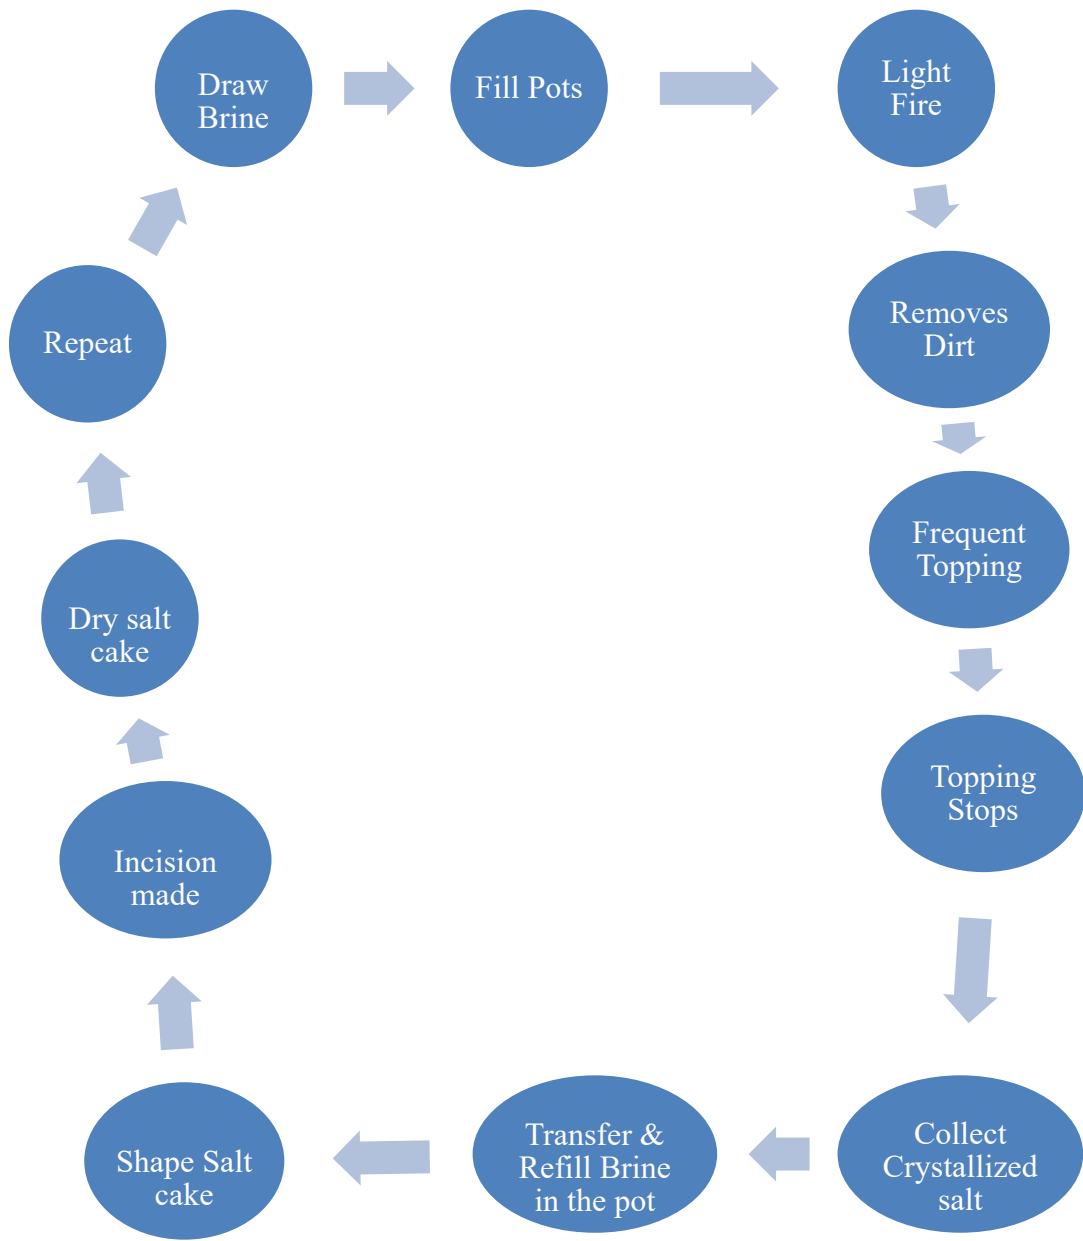 Draw
Brine
Fill Pots
Light
Fire
Removes
Dirt
Frequent
Topping
Topping
Stops
Collect
Crystallized
salt
Transfer &
Refill Brine
in the pot
Shape Salt
cake
Incision
made
Dry salt
cake
Repeat